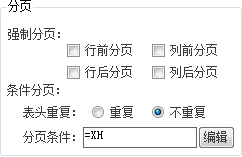 分页
强制分页：
行前分页 列前分页
行后分页 列后分页
条件分页：
表头重复： 重复 不重复
分页条件： =XH 编辑